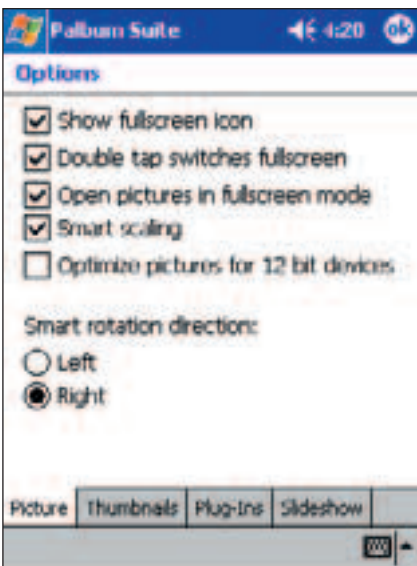 Palbum Suite 4:20 ok
Options
Show fullscreen icon
Double tap switches fullscreen
Open pictures in fullscreen mode
Smart scaling
Optimize pictures for 12 bit devices
Smart rotation direction:
Left
Right
Picture Thumbnails Plug-Ins Slideshow